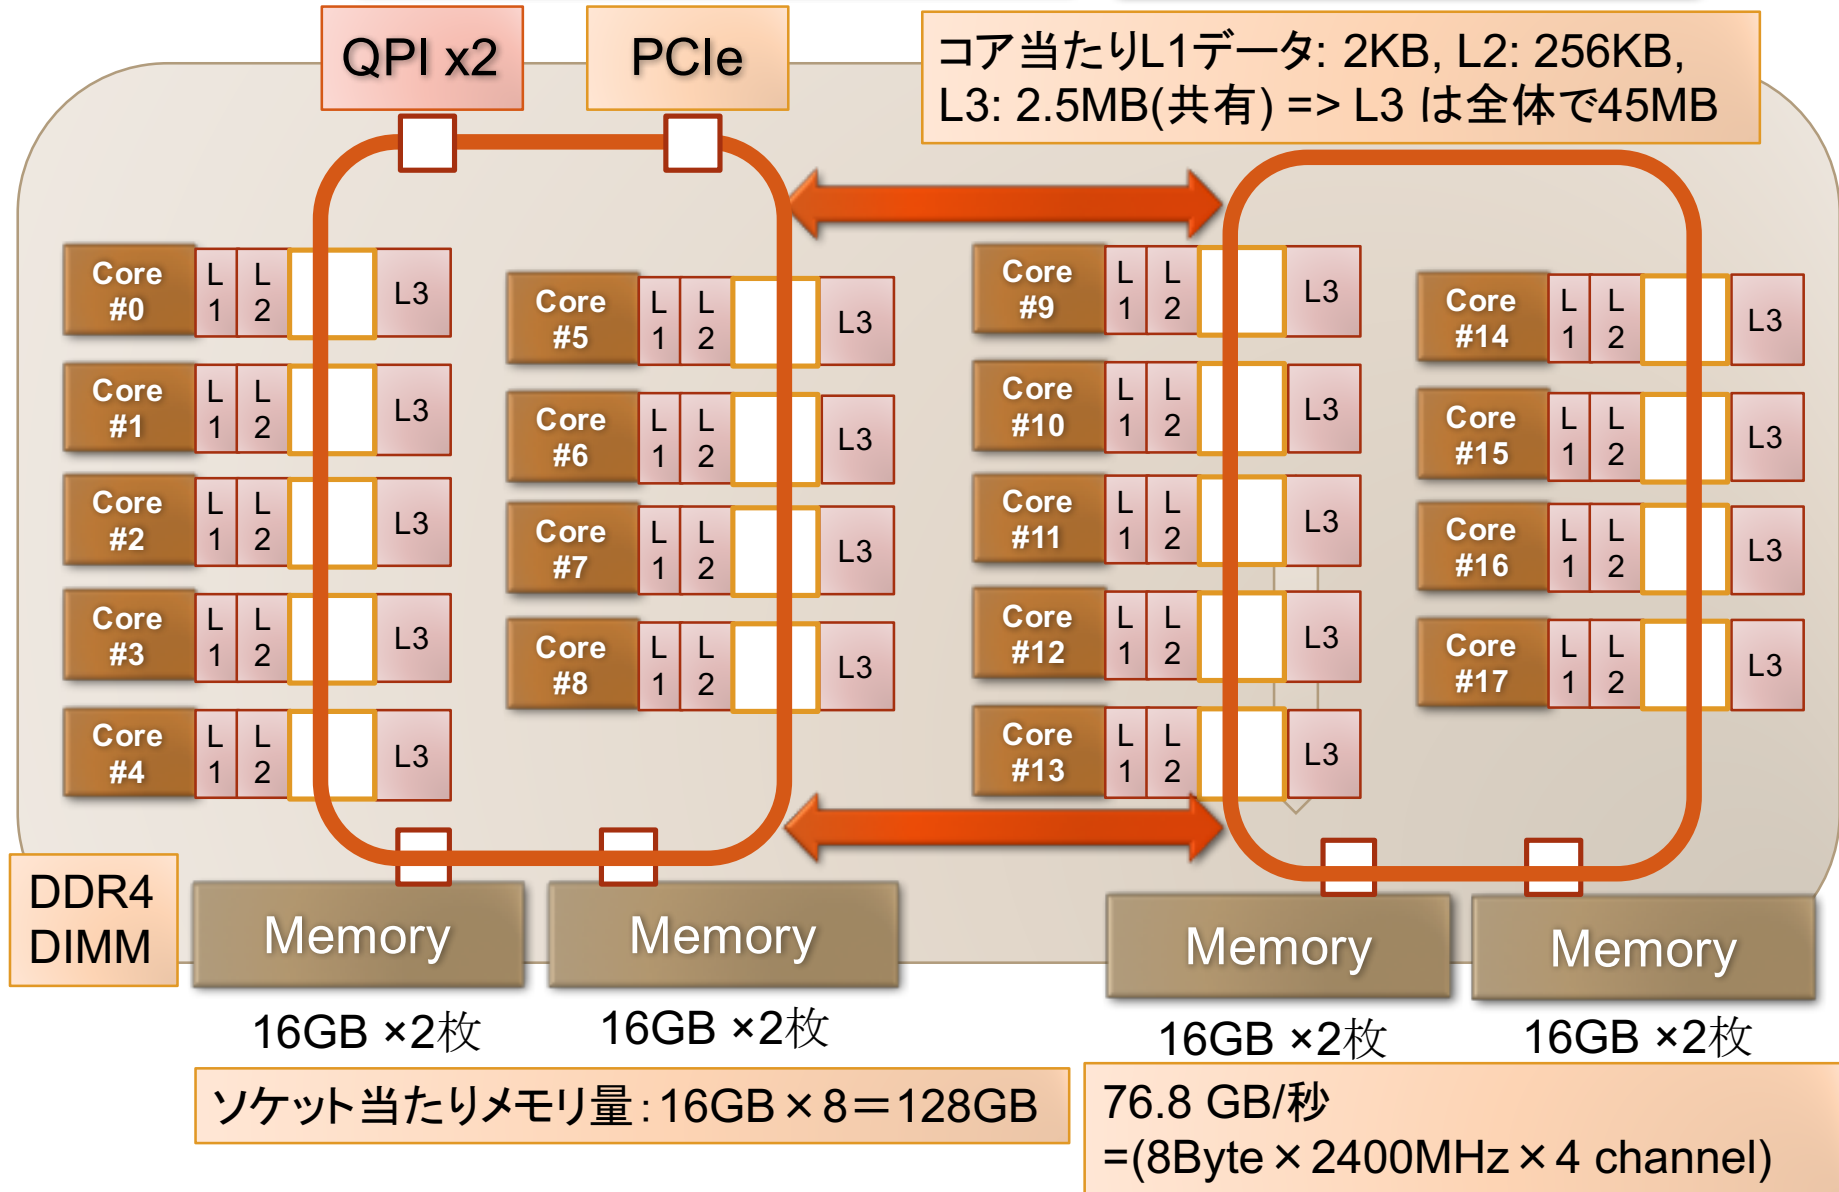 QPI x2
PCIe
コア当たりL1データ: 2KB, L2: 256KB,
L3: 2.5MB(共有) => L3 は全体で45MB
Core
#0
L
1
L
2
L3
Core
#1
L
1
L
2
L3
Core
#2
L
1
L
2
L3
Core
#3
L
1
L
2
L3
Core
#4
L
1
L
2
L3
Core
#5
L
1
L
2
L3
Core
#6
L
1
L
2
L3
Core
#7
L
1
L
2
L3
Core
#8
L
1
L
2
L3
Core
#9
L
1
L
2
L3
Core
#10
L
1
L
2
L3
Core
#11
L
1
L
2
L3
Core
#12
L
1
L
2
L3
Core
#13
L
1
L
2
L3
Core
#14
L
1
L
2
L3
Core
#15
L
1
L
2
L3
Core
#16
L
1
L
2
L3
Core
#17
L
1
L
2
L3
DDR4
DIMM
Memory
Memory
Memory
Memory
16GB ×2枚
16GB ×2枚
16GB ×2枚
16GB ×2枚
ソケット当たりメモリ量:16GB×8=128GB
76.8 GB/秒
=(8Byte×2400MHz×4 channel)